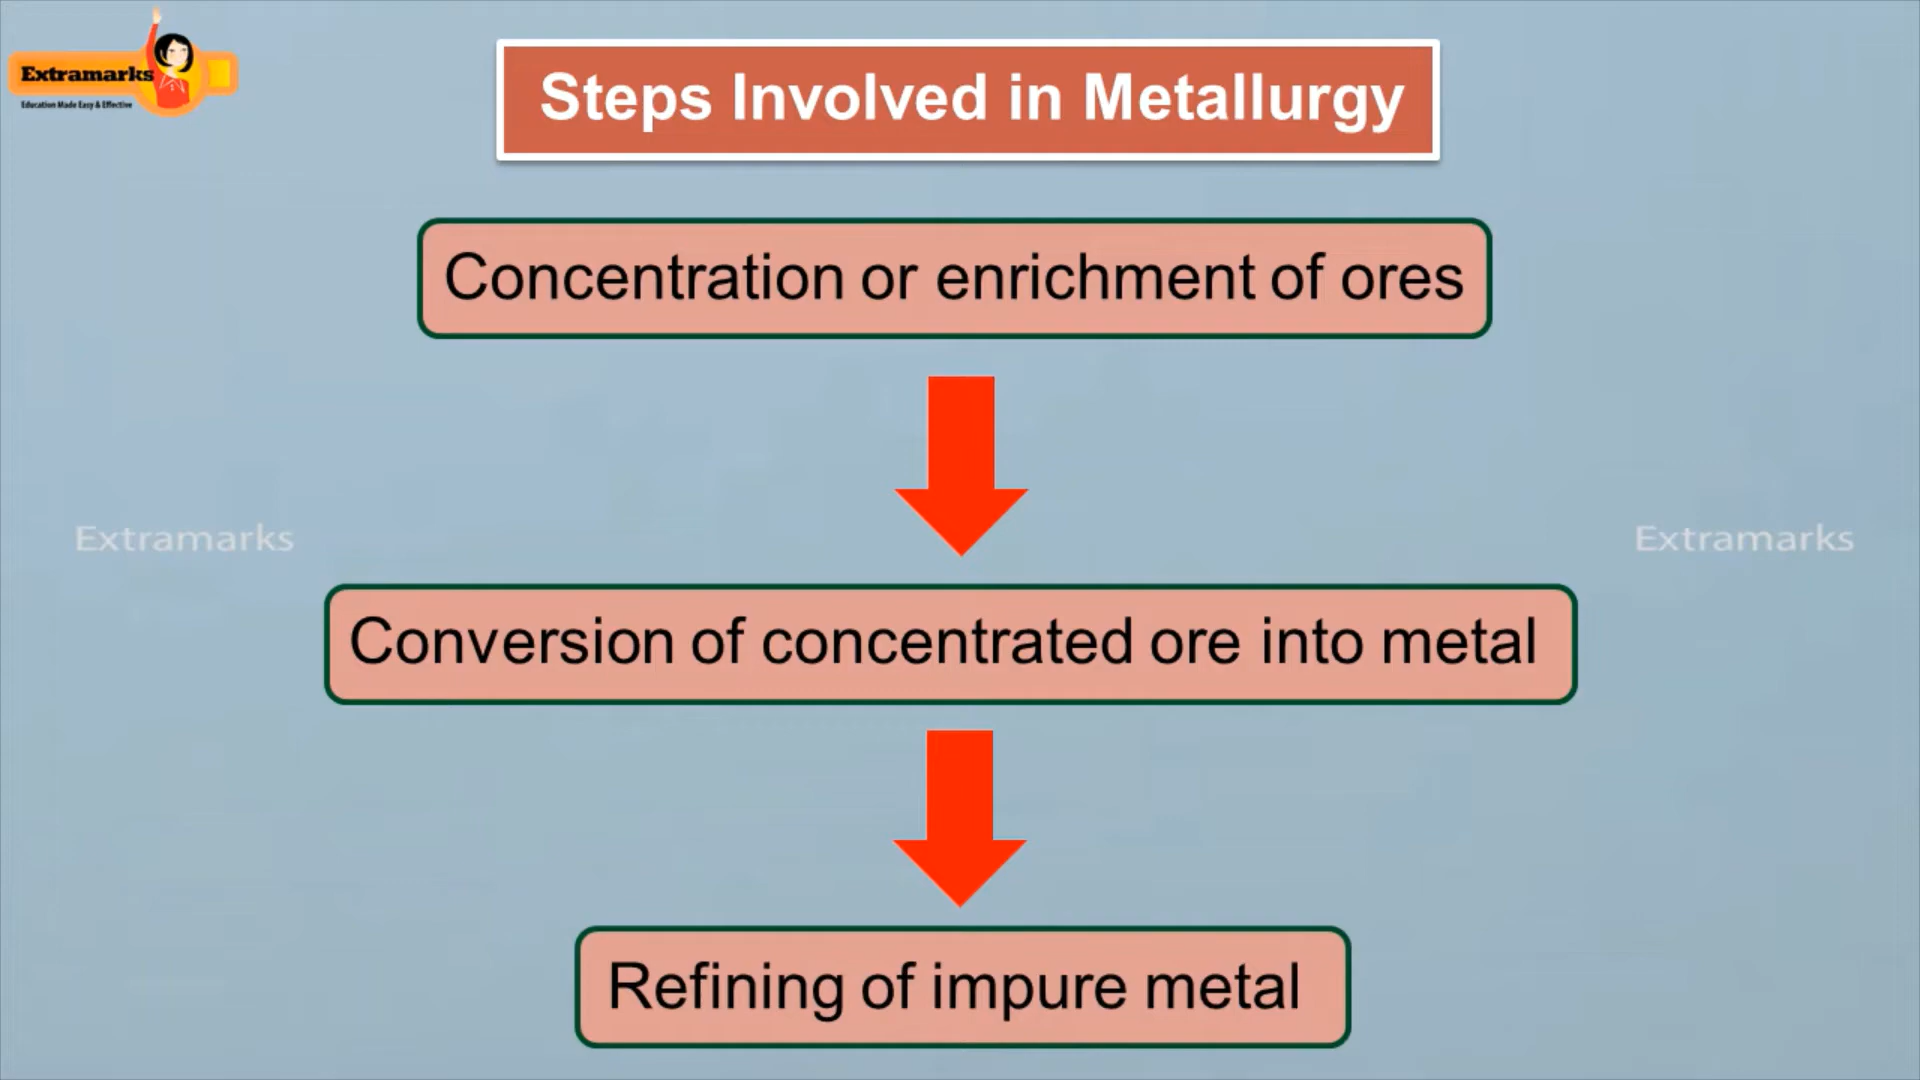 Extramarks
Education Made Easy & Effective
Steps Involved in Metallurgy
Concentration or enrichment of ores
Extramarks
Extramarks
Conversion of concentrated ore into metal
Refining of impure metal